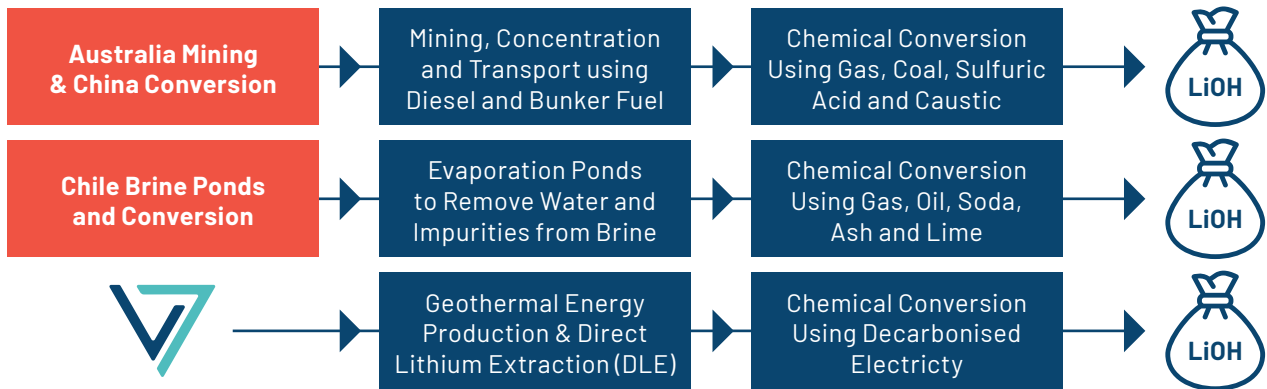 Australia Mining
& China Conversion
Mining, Concentration
and Transport using
Diesel and Bunker Fuel
Chemical Conversion
Using Gas, Coal, Sulfuric
Acid and Caustic
LiOH
Chile Brine Ponds
and Conversion
Evaporation Ponds
to Remove Water and
Impurities from Brine
Chemical Conversion
Using Gas, Oil, Soda,
Ash and Lime
LiOH
Geothermal Energy
Production & Direct
Lithium Extraction (DLE)
Chemical Conversion
Using Decarbonised
Electricty
LiOH